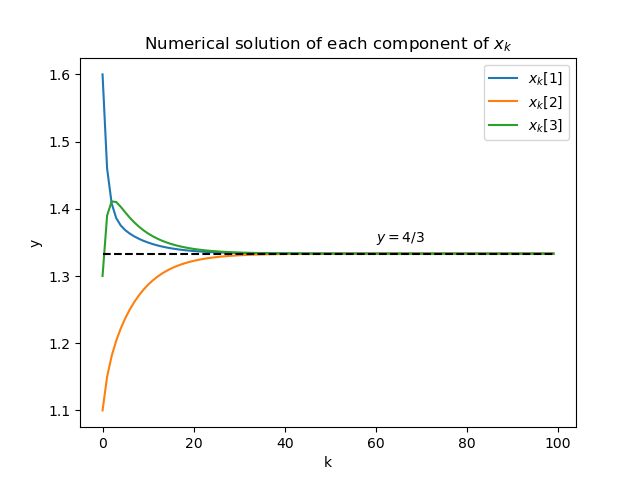 Numerical solution of each component of $x_k$
$x_k[1]$
$x_k[2]$
$x_k[3]$
1.6
1.5
1.4
1.3
1.2
1.1
y
$y = 4/3$
0 20 40 60 80 100
k